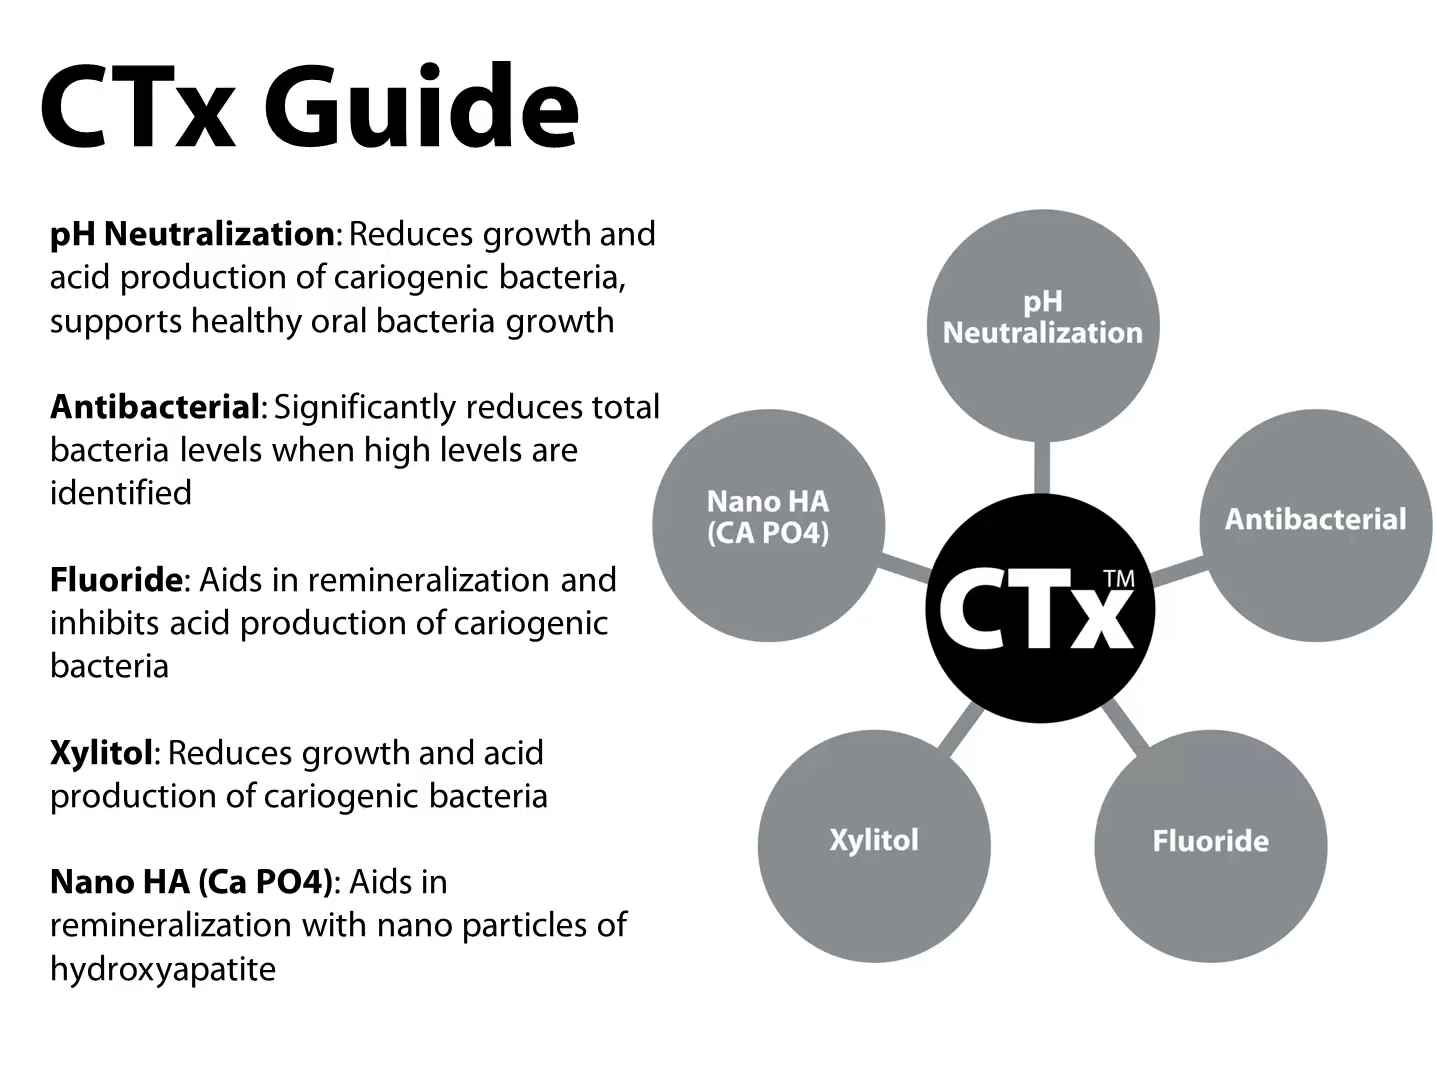 CTx Guide
pH Neutralization: Reduces growth and
acid production of cariogenic bacteria,
supports healthy oral bacteria growth
Antibacterial: Significantly reduces total
bacteria levels when high levels are
identified
Fluoride: Aids in remineralization and
inhibits acid production of cariogenic
bacteria
Xylitol: Reduces growth and acid
production of cariogenic bacteria
Nano HA (Ca PO4): Aids in
remineralization with nano particles of
hydroxyapatite
pH
Neutralization
Nano HA
(CA PO4)
Antibacterial
CTx™
Xylitol
Fluoride